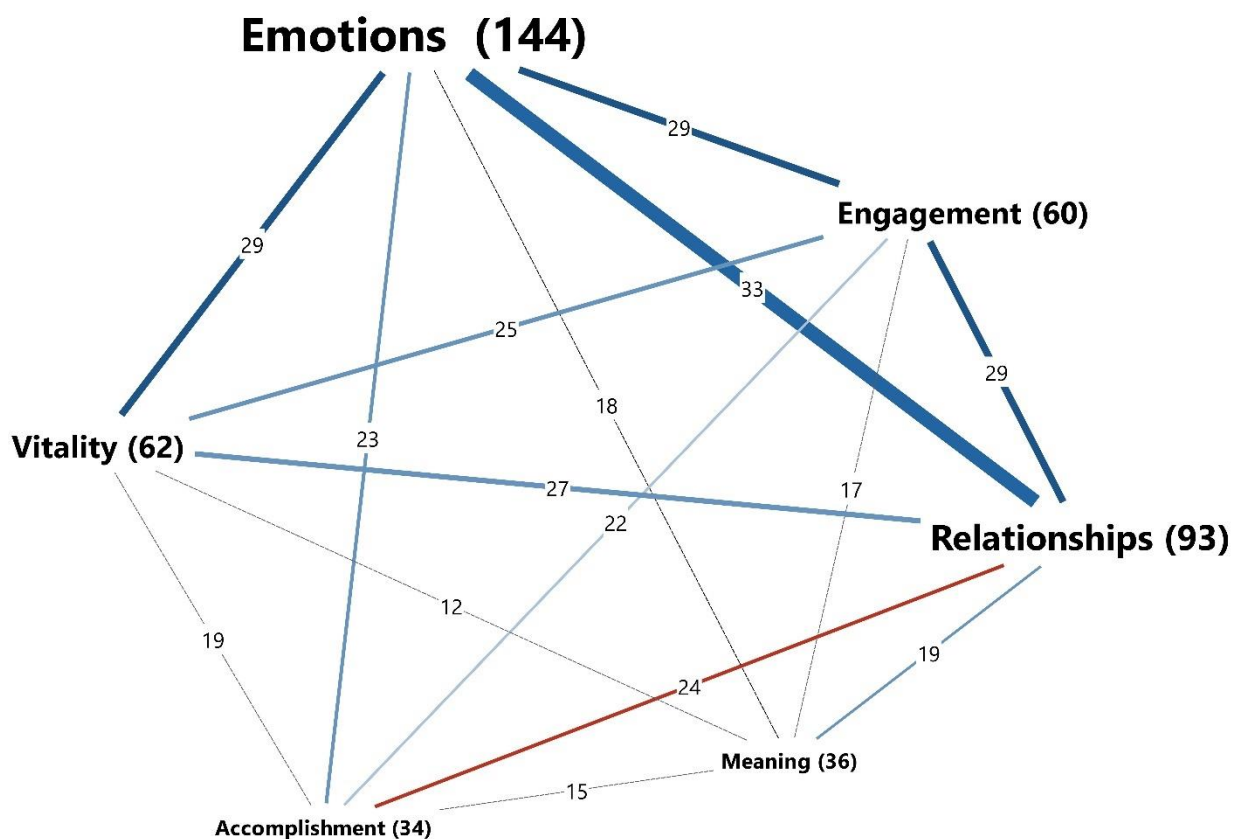 Emotions (144)
29
Engagement (60)
29
33
25
29
18
23
Vitality (62)
27
17
22
Relationships (93)
12
19
19
24
Meaning (36)
15
Accomplishment (34)